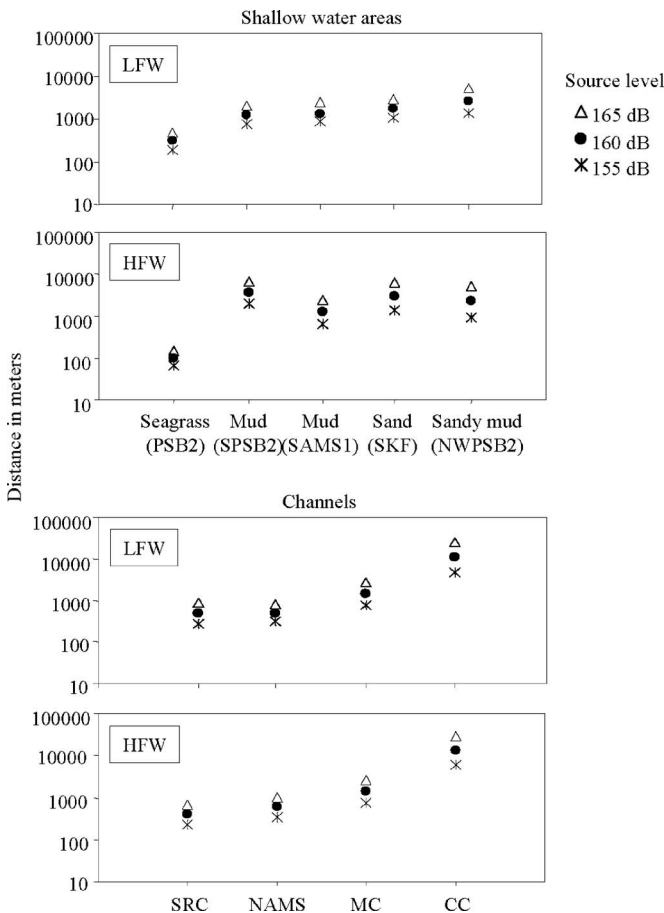 Shallow water areas
100000
LFW
10000
1000
100
10
Source level
165 dB
160 dB
155 dB
100000
HFW
10000
1000
100
10
Seagrass Mud Mud Sand Sandy mud
(PSB2) (SPSB2)(SAMS1) (SKF) (NWPSB2)
Distance in meters
Channels
100000
LFW
10000
1000
100
10
100000
HFW
10000
1000
100
10
SRC NAMS MC CC